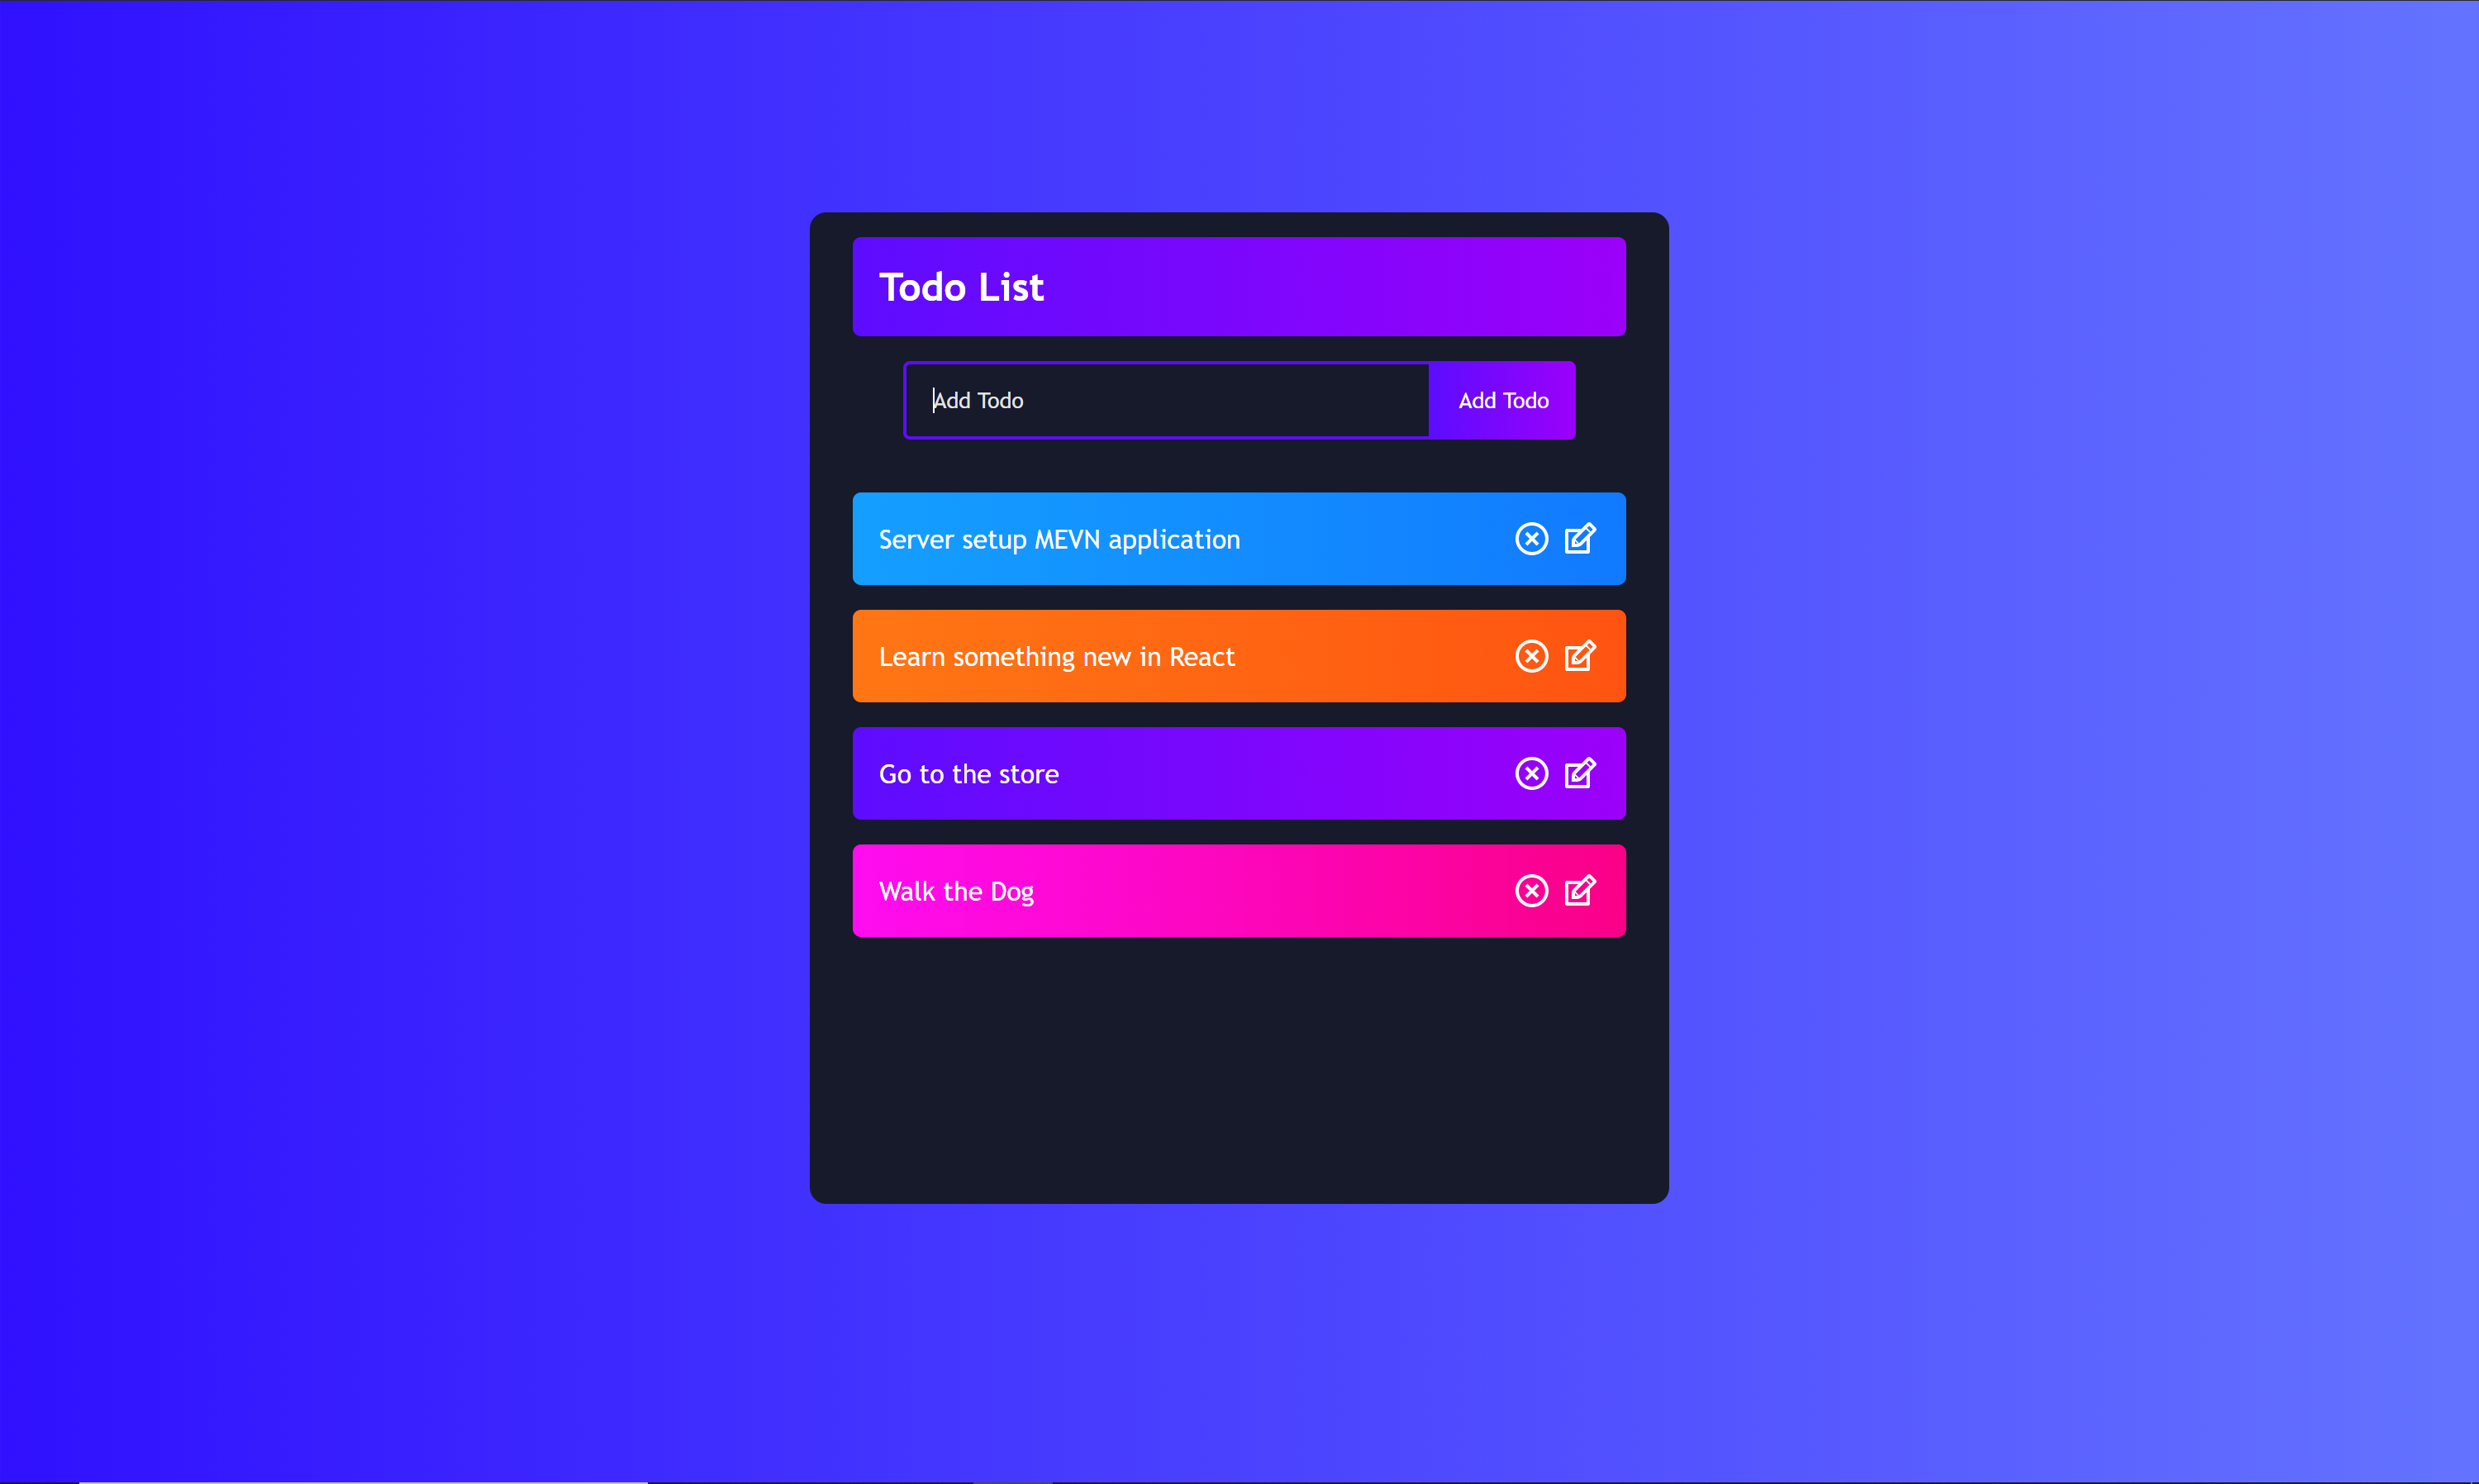 Todo List
Add Todo Add Todo
Server setup MEVN application
Learn something new in React
Go to the store
Walk the Dog